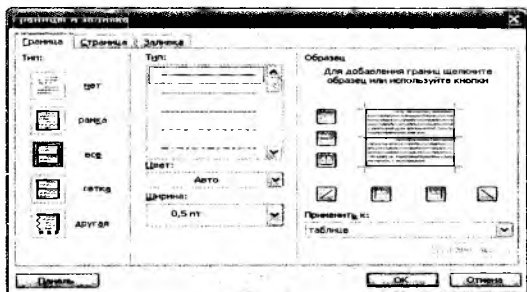 Границы и заливка
Граница
Страница
Заливка
Тип:
нет
рамка
все
сетка
другая
Тип:
Цвет:
Авто
Ширина:
0,5 пт
Образец
Для добавления границ щелкните
образец или используйте кнопки
Применить к:
таблице
Панель
ОК
Отмена